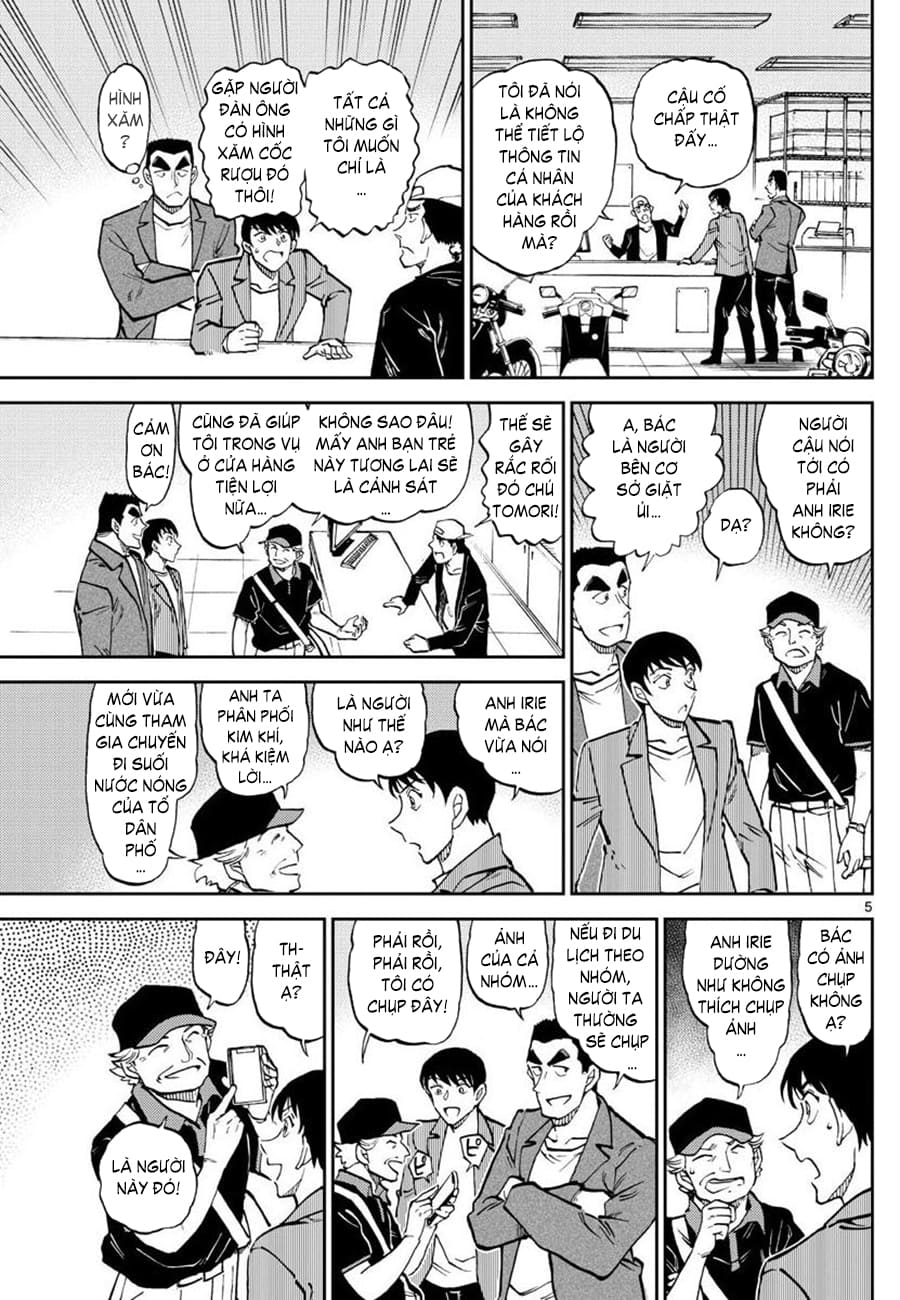 CẬU CỐ
CHẤP THẬT
ĐẤY...
TÔI ĐÃ NÓI
LÀ KHÔNG
THỂ TIẾT LỘ
THÔNG TIN
CÁ NHÂN
CỦA KHÁCH
HÀNG RỒI
MÀ?
TẤT CẢ
NHỮNG GÌ
TÔI MUỐN
CHỈ LÀ
...
GẶP NGƯỜI
ĐÀN ÔNG
CÓ HÌNH
XĂM CỐC
RƯỢU ĐÓ
THÔI!
HÌNH
XĂM
?
NGƯỜI
CẬU NÓI
TỚI CÓ
PHẢI
ANH IRIE
KHÔNG?
DẠ?
A, BÁC
LÀ NGƯỜI
BÊN CƠ
SỞ GIẶT
ỦI...
THẾ SẼ
GÂY
RẮC RỐI
ĐÓ CHÚ
TOMORI!
KHÔNG SAO ĐÂU!
MẤY ANH BẠN TRẺ
NÀY TƯƠNG LAI SẼ
LÀ CẢNH SÁT
...
CŨNG ĐÃ GIÚP
TÔI TRONG VỤ
Ở CỬA HÀNG
TIỆN LỢI
NỮA...
CẢM
ƠN
BÁC!
ANH IRIE
MÀ BÁC
VỪA NÓI
...
LÀ NGƯỜI
NHƯ THẾ
NÀO Ạ?
ANH TA
PHÂN PHỐI
KIM KHÍ,
KHÁ KIỆM
LỜI...
MỚI VỪA
CÙNG THAM
GIA CHUYẾN
ĐI SUỐI
NƯỚC NÓNG
CỦA TỔ
DÂN
PHỐ
...
5
BÁC
CÓ ẢNH
CHỤP
KHÔNG
Ạ?
ANH IRIE
DƯỜNG
NHƯ KHÔNG
THÍCH CHỤP
ẢNH
...
NẾU ĐI DU
LỊCH THEO
NHÓM,
NGƯỜI TA
THƯỜNG
SẼ CHỤP
ẢNH
CỦA CẢ
NHÓM
...
PHẢI RỒI,
PHẢI RỒI,
TÔI CÓ
CHỤP ĐÂY!
ピ
ピ
TH-
THẬT
Ạ?
ĐÂY!
LÀ NGƯỜI
NÀY ĐÓ!